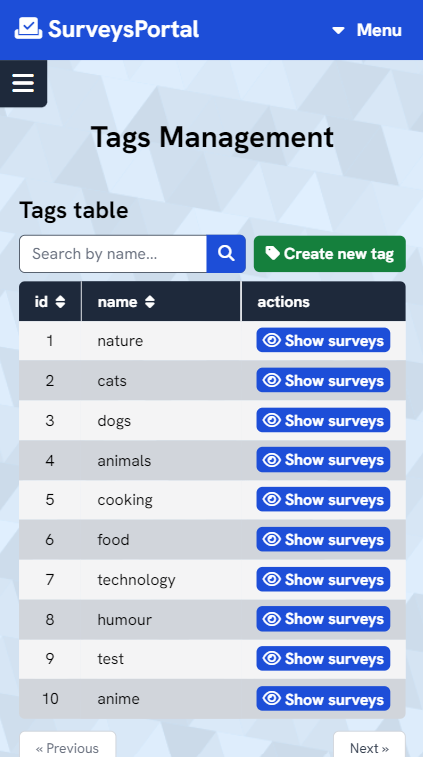 SurveysPortal
Menu
Tags Management
Tags table
Search by name...
Create new tag
id name actions
1 nature Show surveys
2 cats Show surveys
3 dogs Show surveys
4 animals Show surveys
5 cooking Show surveys
6 food Show surveys
7 technology Show surveys
8 humour Show surveys
9 test Show surveys
10 anime Show surveys
« Previous
Next »